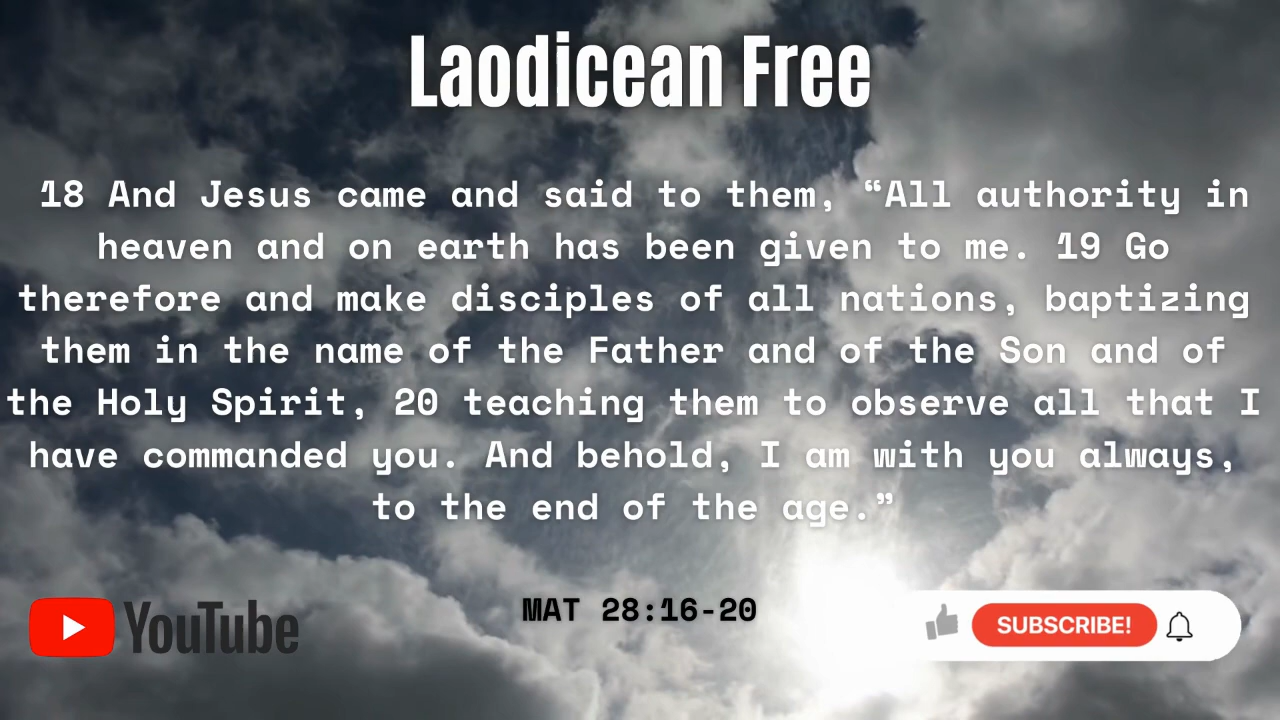 Laodicean Free
18 And Jesus came and said to them, “All authority in
heaven and on earth has been given to me. 19 Go
therefore and make disciples of all nations, baptizing
them in the name of the Father and of the Son and of
the Holy Spirit, 20 teaching them to observe all that I
have commanded you. And behold, I am with you always,
to the end of the age.”
MAT 28:16-20
YouTube
SUBSCRIBE!